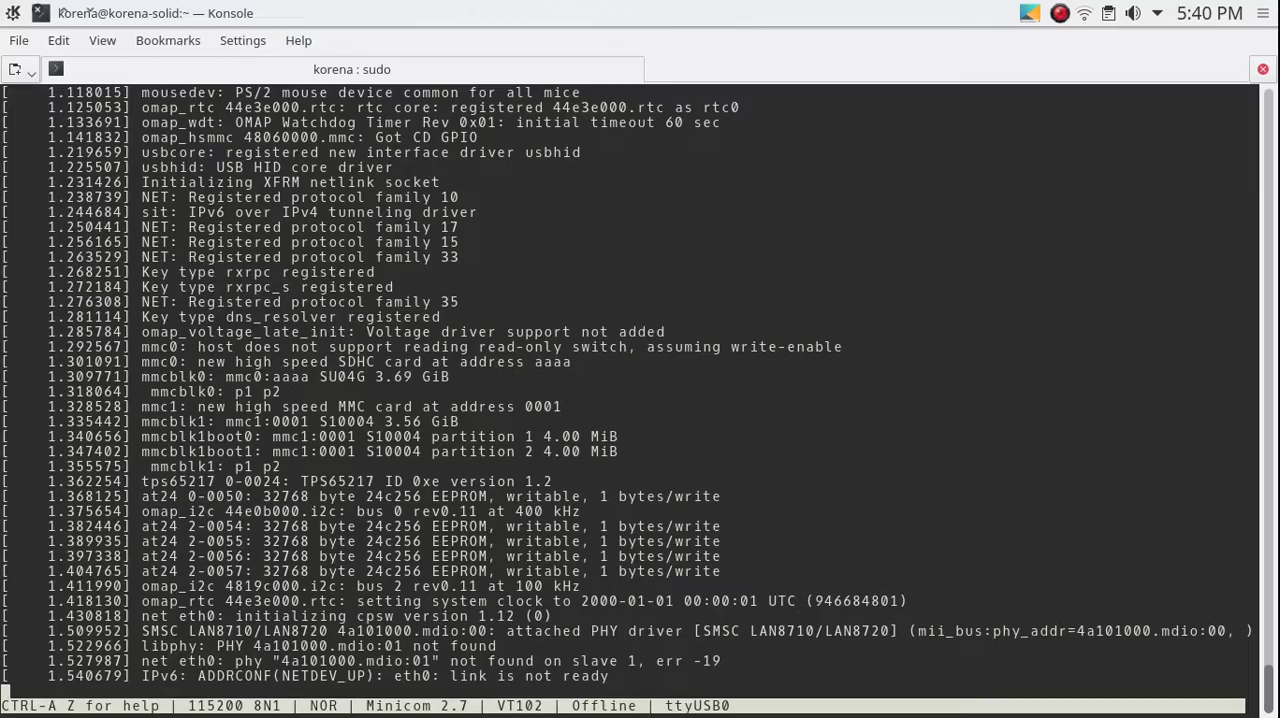 korena@korena-solid:~ — Konsole
5:40 PM
File Edit View Bookmarks Settings Help
korena : sudo
[    1.118015] mousedev: PS/2 mouse device common for all mice
[    1.125053] omap_rtc 44e3e000.rtc: rtc core: registered 44e3e000.rtc as rtc0
[    1.133691] omap_wdt: OMAP Watchdog Timer Rev 0x01: initial timeout 60 sec
[    1.141832] omap_hsmmc 48060000.mmc: Got CD GPIO
[    1.219659] usbcore: registered new interface driver usbhid
[    1.225507] usbhid: USB HID core driver
[    1.231426] Initializing XFRM netlink socket
[    1.238739] NET: Registered protocol family 10
[    1.244684] sit: IPv6 over IPv4 tunneling driver
[    1.250441] NET: Registered protocol family 17
[    1.256165] NET: Registered protocol family 15
[    1.263529] NET: Registered protocol family 33
[    1.268251] Key type rxrpc registered
[    1.272184] Key type rxrpc_s registered
[    1.276308] NET: Registered protocol family 35
[    1.281114] Key type dns_resolver registered
[    1.285784] omap_voltage_late_init: Voltage driver support not added
[    1.292567] mmc0: host does not support reading read-only switch, assuming write-enable
[    1.301091] mmc0: new high speed SDHC card at address aaaa
[    1.309771] mmcblk0: mmc0:aaaa SU04G 3.69 GiB
[    1.318064]  mmcblk0: p1 p2
[    1.328528] mmc1: new high speed MMC card at address 0001
[    1.335442] mmcblk1: mmc1:0001 S10004 3.56 GiB
[    1.340656] mmcblk1boot0: mmc1:0001 S10004 partition 1 4.00 MiB
[    1.347402] mmcblk1boot1: mmc1:0001 S10004 partition 2 4.00 MiB
[    1.355575]  mmcblk1: p1 p2
[    1.362254] tps65217 0-0024: TPS65217 ID 0xe version 1.2
[    1.368125] at24 0-0050: 32768 byte 24c256 EEPROM, writable, 1 bytes/write
[    1.375654] omap_i2c 44e0b000.i2c: bus 0 rev0.11 at 400 kHz
[    1.382446] at24 2-0054: 32768 byte 24c256 EEPROM, writable, 1 bytes/write
[    1.389935] at24 2-0055: 32768 byte 24c256 EEPROM, writable, 1 bytes/write
[    1.397338] at24 2-0056: 32768 byte 24c256 EEPROM, writable, 1 bytes/write
[    1.404765] at24 2-0057: 32768 byte 24c256 EEPROM, writable, 1 bytes/write
[    1.411990] omap_i2c 4819c000.i2c: bus 2 rev0.11 at 100 kHz
[    1.418130] omap_rtc 44e3e000.rtc: setting system clock to 2000-01-01 00:00:01 UTC (946684801)
[    1.430818] net eth0: initializing cpsw version 1.12 (0)
[    1.509952] SMSC LAN8710/LAN8720 4a101000.mdio:00: attached PHY driver [SMSC LAN8710/LAN8720] (mii_bus:phy_addr=4a101000.mdio:00, )
[    1.522966] libphy: PHY 4a101000.mdio:01 not found
[    1.527987] net eth0: phy "4a101000.mdio:01" not found on slave 1, err -19
[    1.540679] IPv6: ADDRCONF(NETDEV_UP): eth0: link is not ready
CTRL-A Z for help | 115200 8N1 | NOR | Minicom 2.7 | VT102 | Offline | ttyUSB0